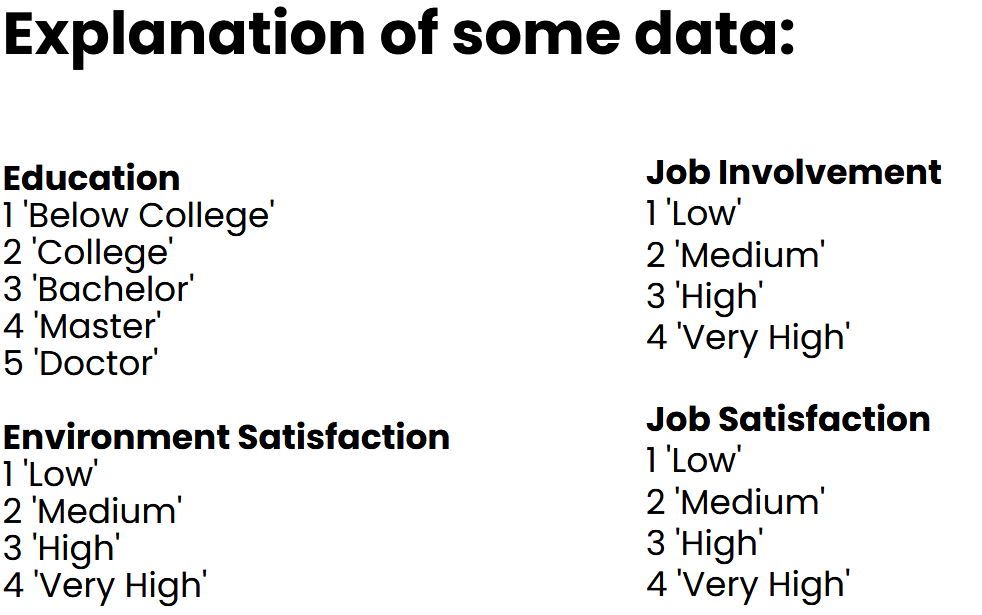 Explanation of some data:
Education
1 'Below College'
2 'College'
3 'Bachelor'
4 'Master'
5 'Doctor'
Environment Satisfaction
1 'Low'
2 'Medium'
3 'High'
4 'Very High'
Job Involvement
1 'Low'
2 'Medium'
3 'High'
4 'Very High'
Job Satisfaction
1 'Low'
2 'Medium'
3 'High'
4 'Very High'